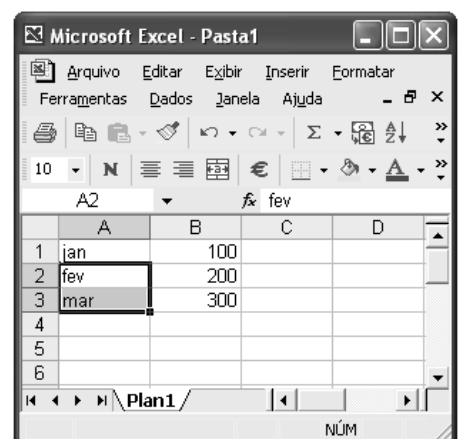 Microsoft Excel - Pasta1
Arquivo Editar Exibir Inserir Formatar
Ferramentas Dados Janela Ajuda
10 N € A
A2 fx fev
A B C D
1 jan 100
2 fev 200
3 mar 300
4
5
6
Plan1
NÚM